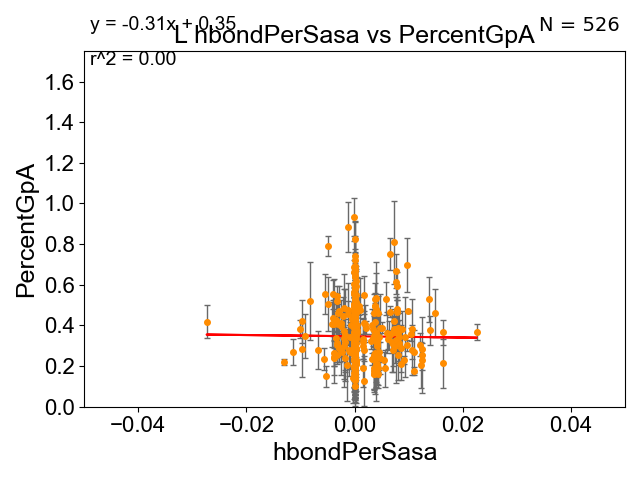 y = -0.31x + 0.35
N = 526
L hbondPerSasa vs PercentGpA
r^2 = 0.00
PercentGpA
1.6
1.4
1.2
1.0
0.8
0.6
0.4
0.2
0.0
−0.04 −0.02 0.00 0.02 0.04
hbondPerSasa